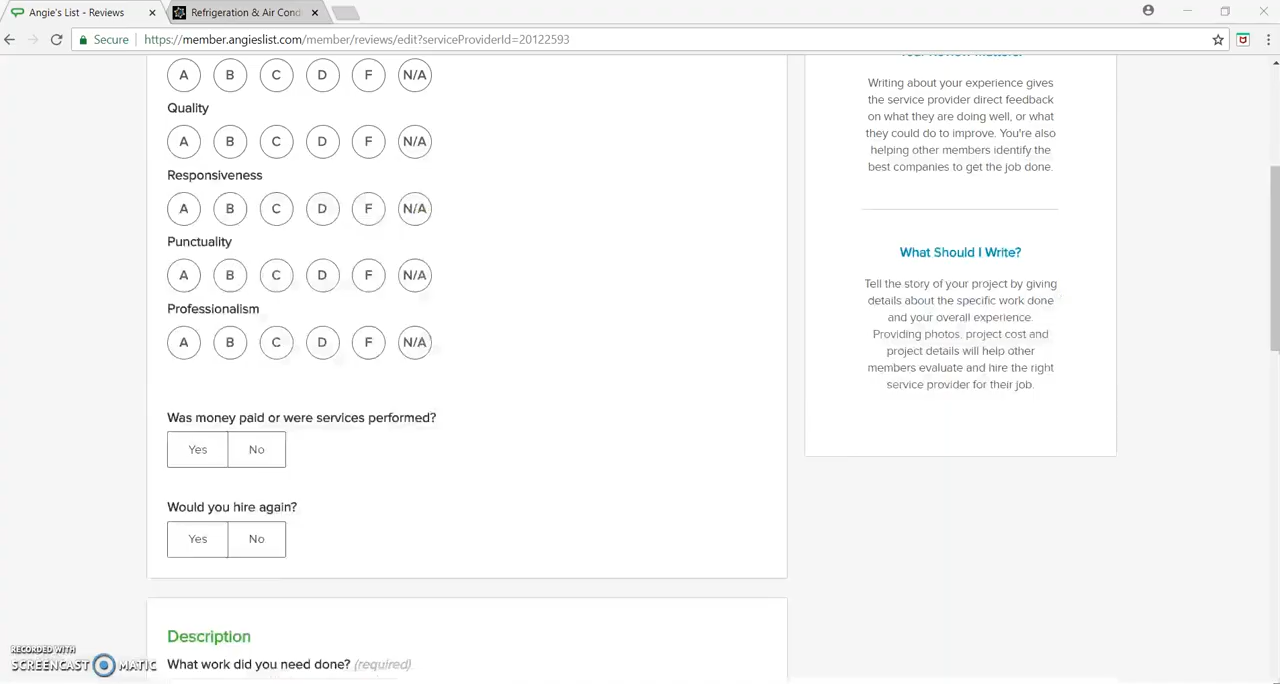 Angie's List - Reviews
Refrigeration & Air Cond
Secure
https://member.angieslist.com/member/reviews/edit?serviceProviderId=20122593
A B C D F N/A
Quality
A B C D F N/A
Responsiveness
A B C D F N/A
Punctuality
A B C D F N/A
Professionalism
A B C D F N/A
Was money paid or were services performed?
Yes No
Would you hire again?
Yes No
Description
What work did you need done? (required)
Your Review Matters!
Writing about your experience gives
the service provider direct feedback
on what they are doing well, or what
they could do to improve. You're also
helping other members identify the
best companies to get the job done.
What Should I Write?
Tell the story of your project by giving
details about the specific work done
and your overall experience.
Providing photos, project cost and
project details will help other
members evaluate and hire the right
service provider for their job.
RECORDED WITH
SCREENCAST MATIC